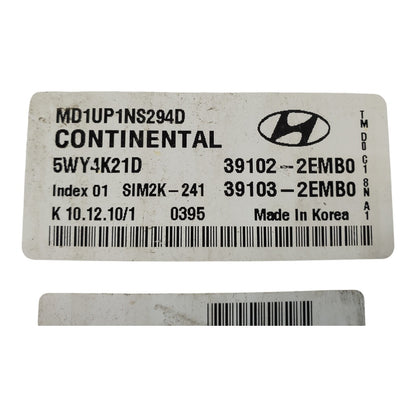 MD1UP1NS294D
CONTINENTAL
5WY4K21D 39102-2EMB0
Index 01 SIM2K-241 39103-2EMB0
K 10.12.10/1 0395 Made In Korea
TM DD C1 8N A1